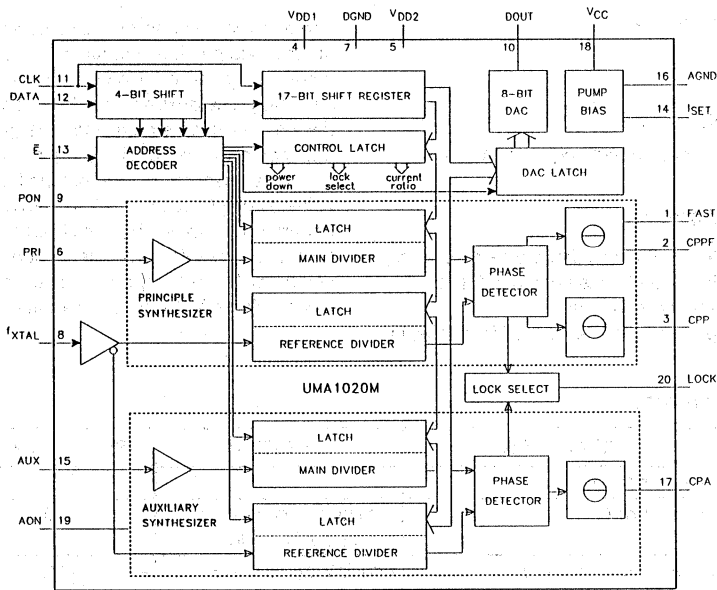 VDD1 DGND VDD2 DOUT VCC
4 7 5 10 18
CLK 11
DATA 12
4-BIT SHIFT
17-BIT SHIFT REGISTER
8-BIT
DAC
PUMP
BIAS
16 AGND
14 ISET
Ē 13
ADDRESS
DECODER
CONTROL LATCH
power
down
lock
select
current
ratio
DAC LATCH
PON 9
PRI 6
PRINCIPLE
SYNTHESIZER
LATCH
MAIN DIVIDER
PHASE
DETECTOR
1 FAST
2 CPPF
fXTAL 8
LATCH
REFERENCE DIVIDER
3 CPP
UMA1020M
LOCK SELECT
20 LOCK
AUX 15
AUXILIARY
SYNTHESIZER
LATCH
MAIN DIVIDER
PHASE
DETECTOR
17 CPA
AON 19
LATCH
REFERENCE DIVIDER